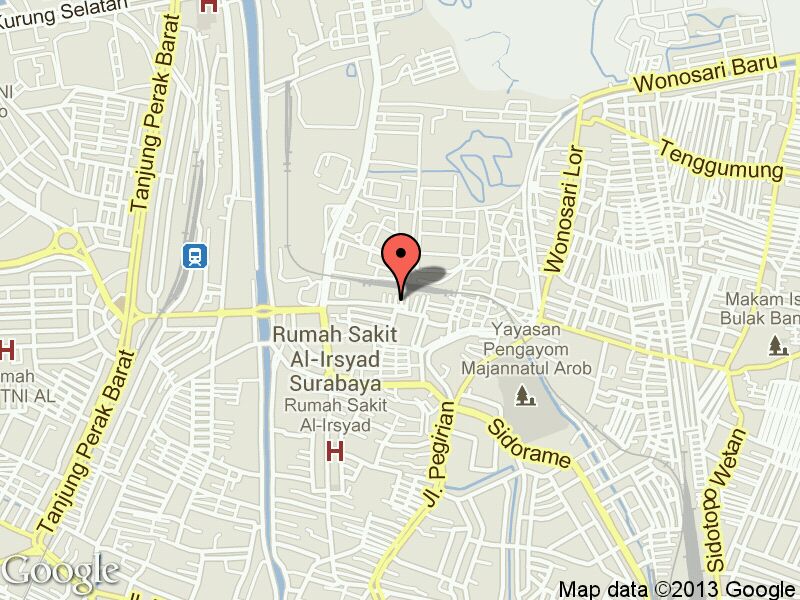 Kurung Selatan
H
Tanjung Perak Barat
Wonosari Baru
Tenggumung
Wonosari Lor
Makam Is
Bulak Ban
Rumah Sakit
Al-Irsyad
Surabaya
Rumah Sakit
Al-Irsyad
H
Yayasan
Pengayom
Majannatul Arob
H
TNI AL
Tanjung Perak Barat
Jl. Pegirian
Sidorame
Sidotopo Wetan
Google
Map data ©2013 Google